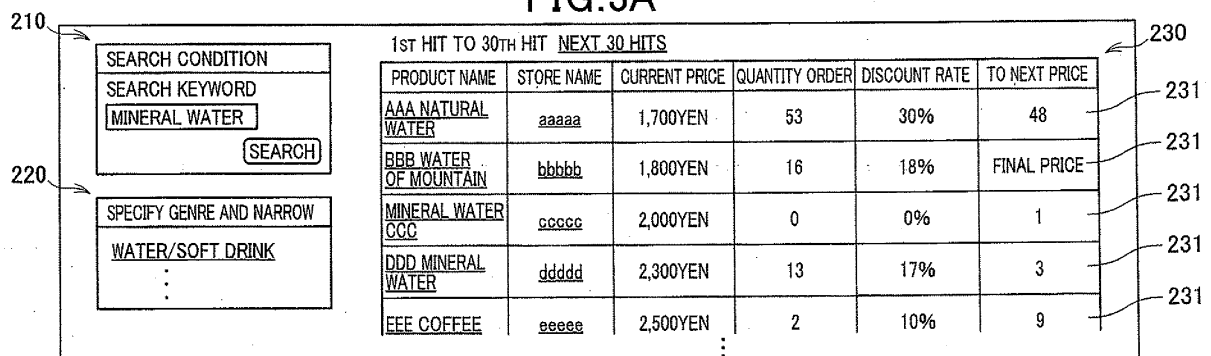 FIG.3A
210
230
1ST HIT TO 30TH HIT NEXT 30 HITS
SEARCH CONDITION
SEARCH KEYWORD
MINERAL WATER
SEARCH
220
SPECIFY GENRE AND NARROW
WATER/SOFT DRINK
PRODUCT NAME STORE NAME CURRENT PRICE QUANTITY ORDER DISCOUNT RATE TO NEXT PRICE
AAA NATURAL
WATER aaaaa 1,700YEN 53 30% 48 231
BBB WATER
OF MOUNTAIN bbbbb 1,800YEN 16 18% FINAL PRICE 231
MINERAL WATER
CCC ccccc 2,000YEN 0 0% 1 231
DDD MINERAL
WATER ddddd 2,300YEN 13 17% 3 231
EEE COFFEE eeeee 2,500YEN 2 10% 9 231